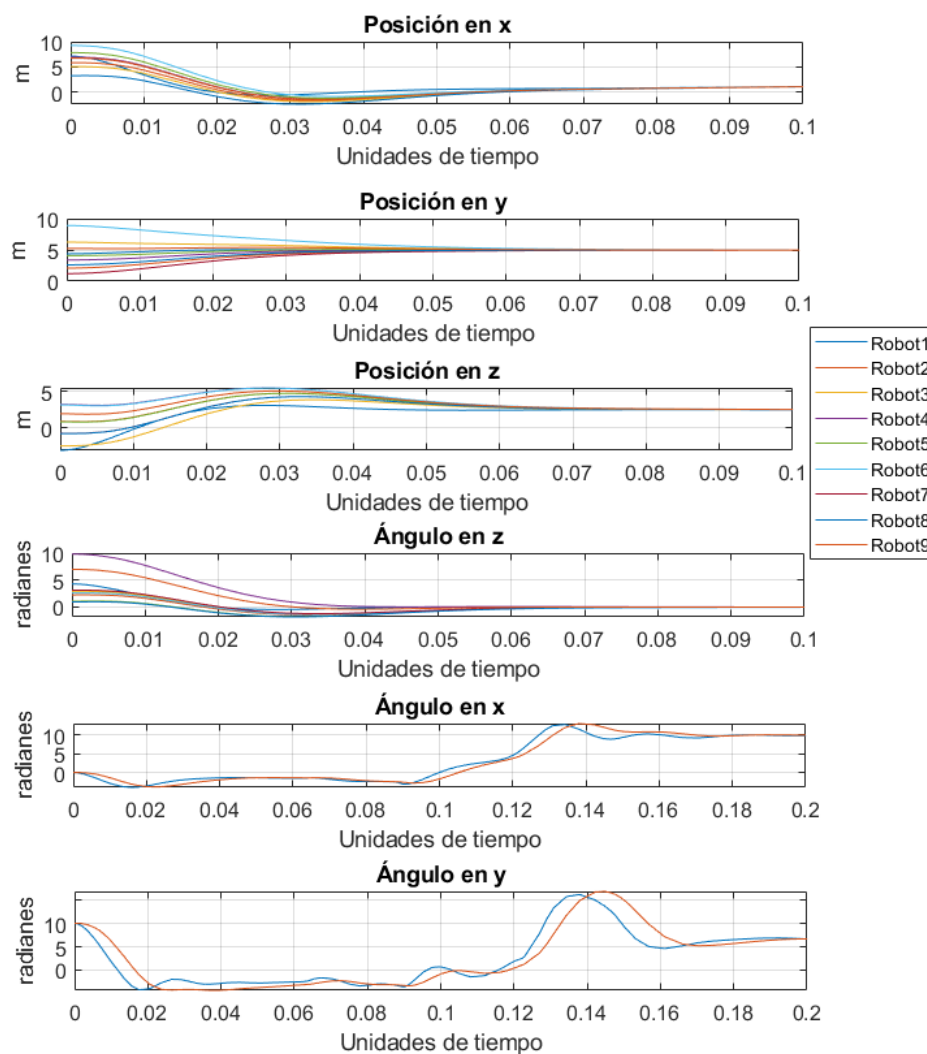 Posición en x
10
0
m
0 0.01 0.02 0.03 0.04 0.05 0.06 0.07 0.08 0.09 0.1
Unidades de tiempo
Posición en y
10
5
0
m
0 0.01 0.02 0.03 0.04 0.05 0.06 0.07 0.08 0.09 0.1
Unidades de tiempo
Posición en z
5
0
m
0 0.01 0.02 0.03 0.04 0.05 0.06 0.07 0.08 0.09 0.1
Unidades de tiempo
Robot1
Robot2
Robot3
Robot4
Robot5
Robot6
Robot7
Robot8
Robot9
Ángulo en z
10
5
0
radianes
0 0.01 0.02 0.03 0.04 0.05 0.06 0.07 0.08 0.09 0.1
Unidades de tiempo
Ángulo en x
10
5
0
radianes
0 0.02 0.04 0.06 0.08 0.1 0.12 0.14 0.16 0.18 0.2
Unidades de tiempo
Ángulo en y
10
5
0
radianes
0 0.02 0.04 0.06 0.08 0.1 0.12 0.14 0.16 0.18 0.2
Unidades de tiempo